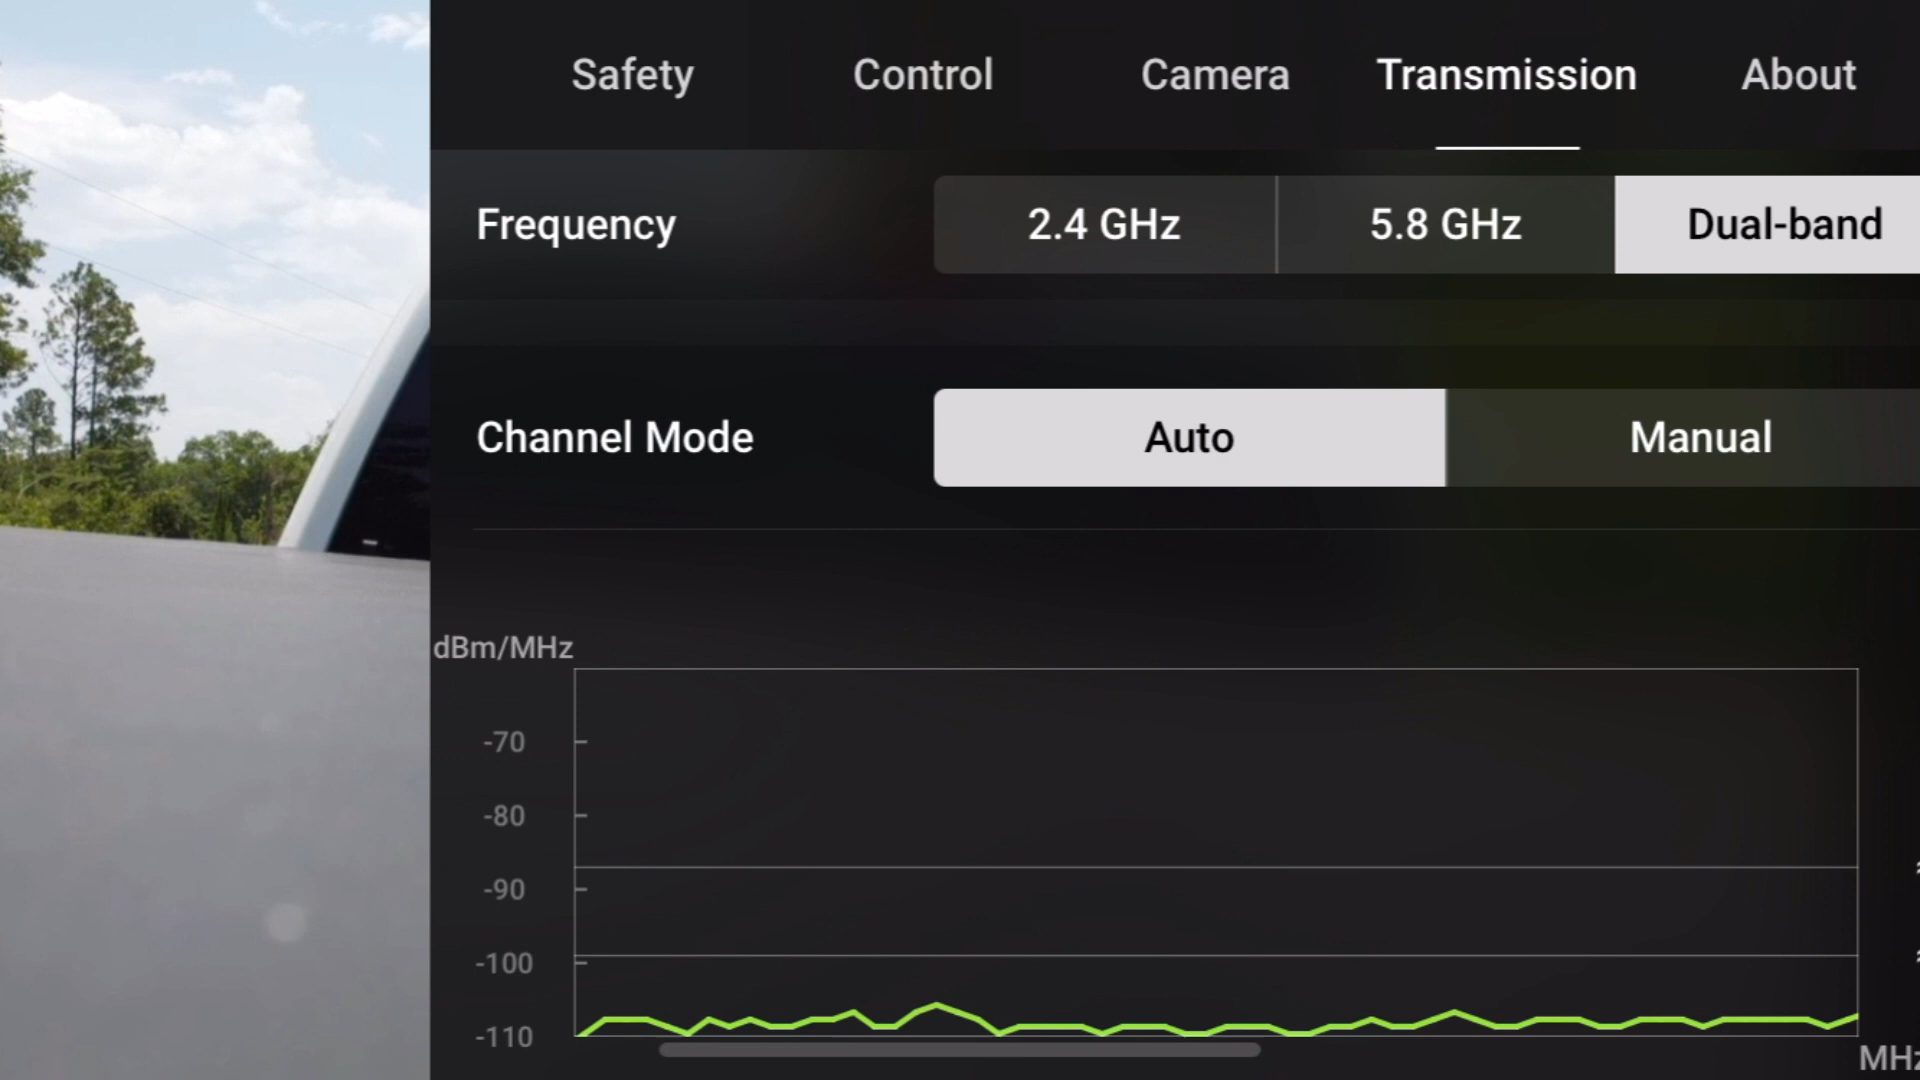 Safety Control Camera Transmission About
Frequency 2.4 GHz 5.8 GHz Dual-band
Channel Mode Auto Manual
dBm/MHz
-70
-80
-90
-100
-110